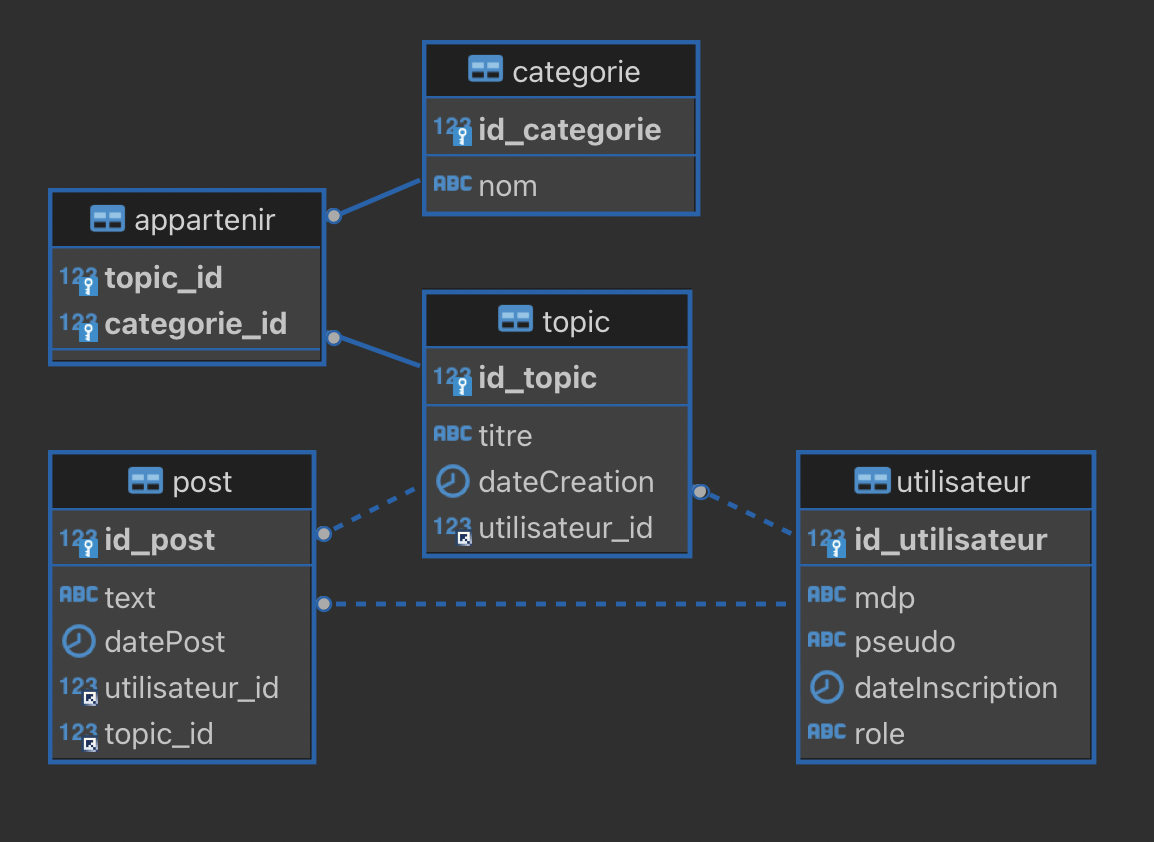 categorie
123 id_categorie
ABC nom
appartenir
123 topic_id
123 categorie_id
topic
123 id_topic
ABC titre
dateCreation
123 utilisateur_id
post
123 id_post
ABC text
datePost
123 utilisateur_id
123 topic_id
utilisateur
123 id_utilisateur
ABC mdp
ABC pseudo
dateInscription
ABC role